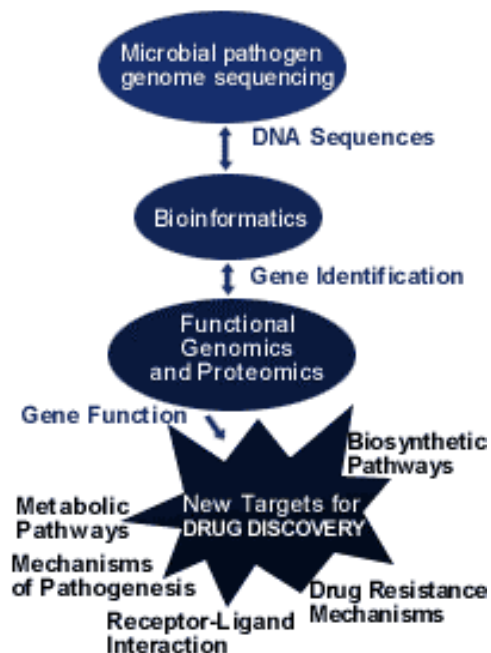 Microbial pathogen
genome sequencing
DNA Sequences
Bioinformatics
Gene Identification
Functional
Genomics
and Proteomics
Gene Function
Biosynthetic
Pathways
New Targets for
DRUG DISCOVERY
Metabolic
Pathways
Mechanisms
of Pathogenesis
Drug Resistance
Mechanisms
Receptor-Ligand
Interaction